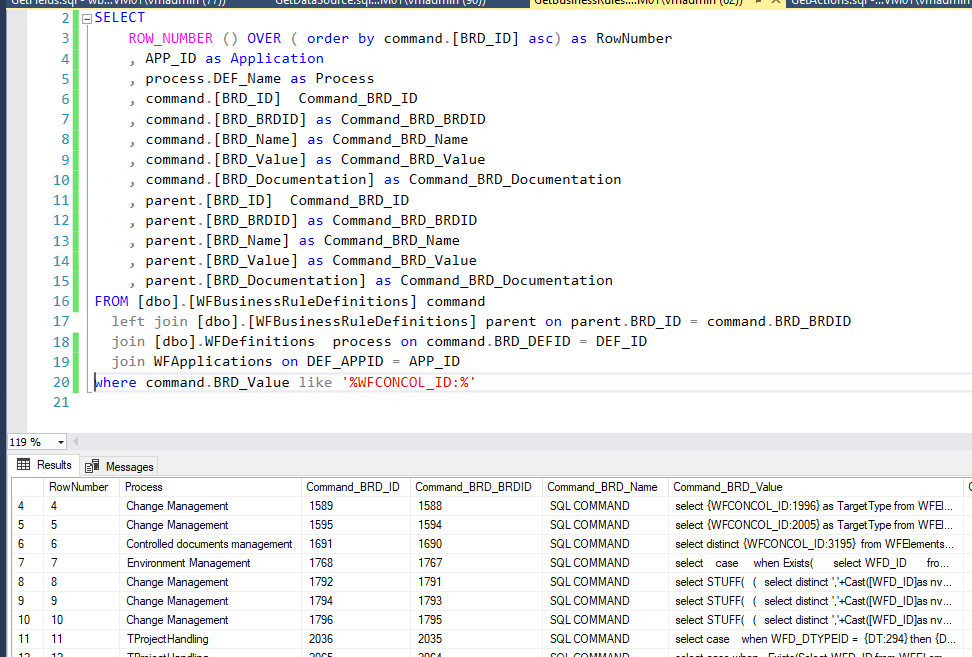 GetFields.sql - wb...VM01\vmadmin (77)) GetDataSource.sql...M01\vmadmin (90)) GetBusinessRules....M01\vmadmin (62)) GetActions.sql -...VM01\vmadmin
2 SELECT
3 ROW_NUMBER () OVER ( order by command.[BRD_ID] asc) as RowNumber
4 , APP_ID as Application
5 , process.DEF_Name as Process
6 , command.[BRD_ID] Command_BRD_ID
7 , command.[BRD_BRDID] as Command_BRD_BRDID
8 , command.[BRD_Name] as Command_BRD_Name
9 , command.[BRD_Value] as Command_BRD_Value
10 , command.[BRD_Documentation] as Command_BRD_Documentation
11 , parent.[BRD_ID] Command_BRD_ID
12 , parent.[BRD_BRDID] as Command_BRD_BRDID
13 , parent.[BRD_Name] as Command_BRD_Name
14 , parent.[BRD_Value] as Command_BRD_Value
15 , parent.[BRD_Documentation] as Command_BRD_Documentation
16 FROM [dbo].[WFBusinessRuleDefinitions] command
17 left join [dbo].[WFBusinessRuleDefinitions] parent on parent.BRD_ID = command.BRD_BRDID
18 join [dbo].WFDefinitions process on command.BRD_DEFID = DEF_ID
19 join WFApplications on DEF_APPID = APP_ID
20 where command.BRD_Value like '%WFCONCOL_ID:%'
21
119 %
Results Messages
RowNumber Process Command_BRD_ID Command_BRD_BRDID Command_BRD_Name Command_BRD_Value
4 4 Change Management 1589 1588 SQL COMMAND select {WFCONCOL_ID:1996} as TargetType from WFEl...
5 5 Change Management 1595 1594 SQL COMMAND select {WFCONCOL_ID:2005} as TargetType from WFEl...
6 6 Controlled documents management 1691 1690 SQL COMMAND select distinct {WFCONCOL_ID:3195} from WFElements...
7 7 Environment Management 1768 1767 SQL COMMAND select case when Exists( select WFD_ID fro...
8 8 Change Management 1792 1791 SQL COMMAND select STUFF( ( select distinct ','+Cast([WFD_ID]as nv...
9 9 Change Management 1794 1793 SQL COMMAND select STUFF( ( select distinct ','+Cast([WFD_ID]as nv...
10 10 Change Management 1796 1795 SQL COMMAND select STUFF( ( select distinct ','+Cast([WFD_ID]as nv...
11 11 TProjectHandling 2036 2035 SQL COMMAND select case when WFD_DTYPEID = {DT:294} then {D...